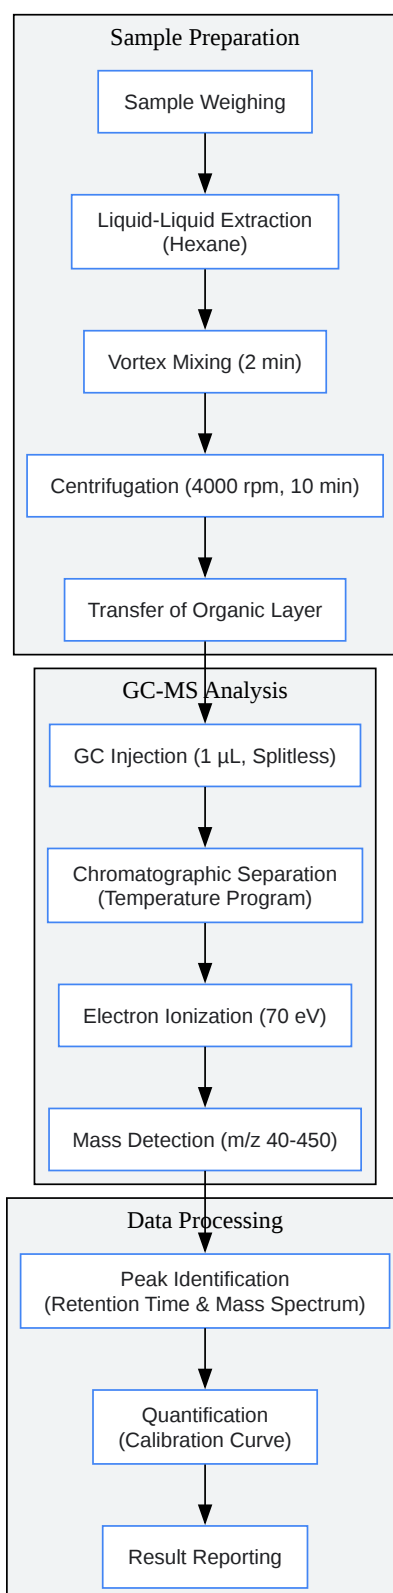 Sample Preparation
Sample Weighing
Liquid-Liquid Extraction
(Hexane)
Vortex Mixing (2 min)
Centrifugation (4000 rpm, 10 min)
Transfer of Organic Layer
GC-MS Analysis
GC Injection (1 µL, Splitless)
Chromatographic Separation
(Temperature Program)
Electron Ionization (70 eV)
Mass Detection (m/z 40-450)
Data Processing
Peak Identification
(Retention Time & Mass Spectrum)
Quantification
(Calibration Curve)
Result Reporting